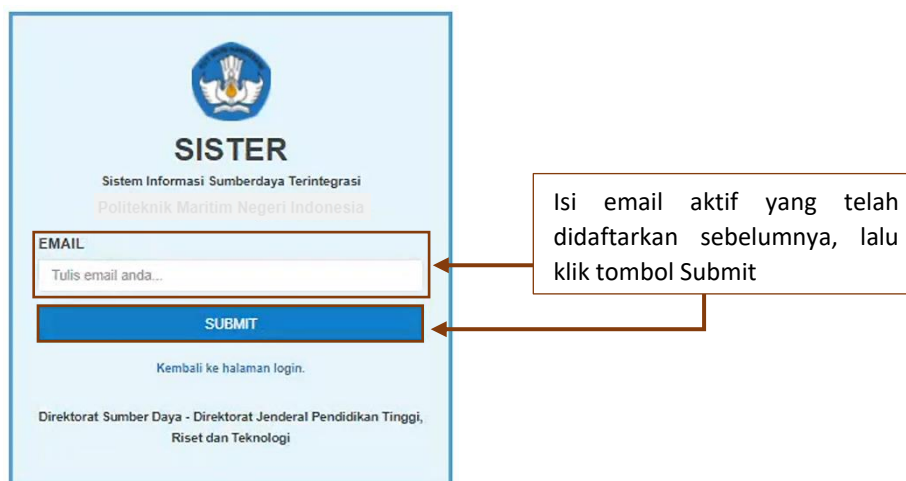 SISTER
Sistem Informasi Sumberdaya Terintegrasi
Politeknik Maritim Negeri Indonesia
EMAIL
Tulis email anda...
SUBMIT
Kembali ke halaman login.
Direktorat Sumber Daya - Direktorat Jenderal Pendidikan Tinggi,
Riset dan Teknologi
Isi email aktif yang telah
didaftarkan sebelumnya, lalu
klik tombol Submit